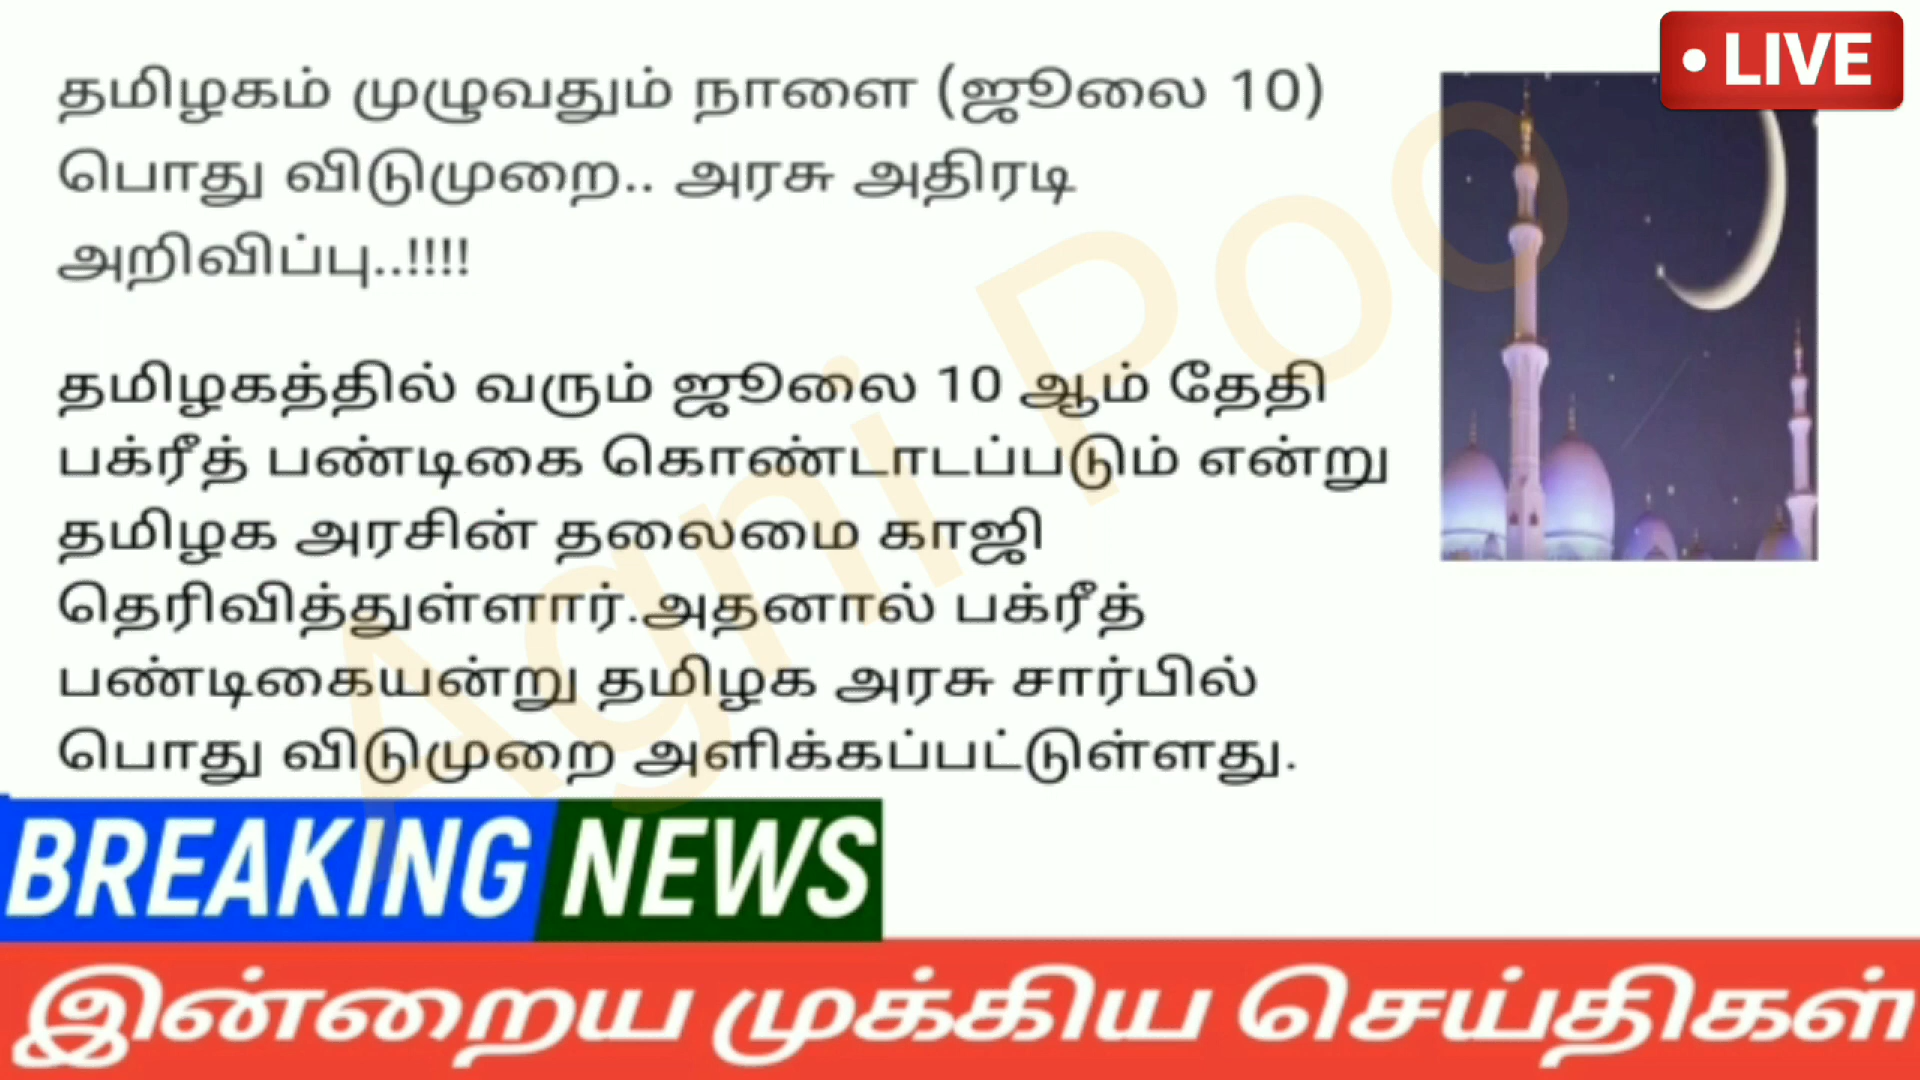 • LIVE
தமிழகம் முழுவதும் நாளை (ஜூலை 10)
பொது விடுமுறை.. அரசு அதிரடி
அறிவிப்பு..!!!!
தமிழகத்தில் வரும் ஜூலை 10 ஆம் தேதி
பக்ரீத் பண்டிகை கொண்டாடப்படும் என்று
தமிழக அரசின் தலைமை காஜி
தெரிவித்துள்ளார்.அதனால் பக்ரீத்
பண்டிகையன்று தமிழக அரசு சார்பில்
பொது விடுமுறை அளிக்கப்பட்டுள்ளது.
Agni Poo
BREAKING NEWS
இன்றைய முக்கிய செய்திகள்